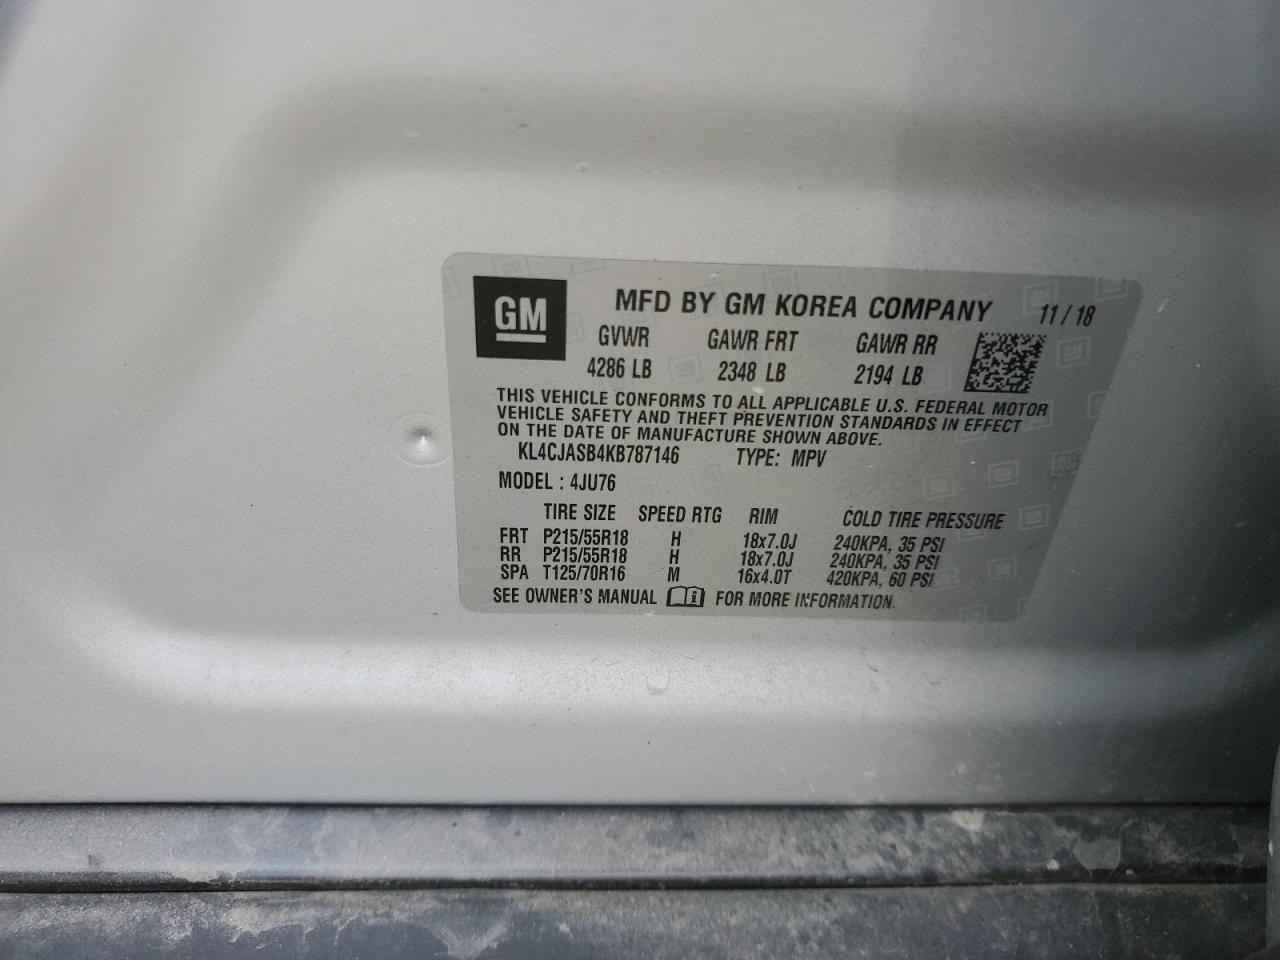 GM MFD BY GM KOREA COMPANY 11/18
GVWR GAWR FRT GAWR RR
4286 LB 2348 LB 2194 LB
THIS VEHICLE CONFORMS TO ALL APPLICABLE U.S. FEDERAL MOTOR
VEHICLE SAFETY AND THEFT PREVENTION STANDARDS IN EFFECT
ON THE DATE OF MANUFACTURE SHOWN ABOVE.
KL4CJASB4KB787146 TYPE: MPV
MODEL : 4JU76
TIRE SIZE SPEED RTG RIM COLD TIRE PRESSURE
FRT P215/55R18 H 18x7.0J 240KPA, 35 PSI
RR P215/55R18 H 18x7.0J 240KPA, 35 PSI
SPA T125/70R16 M 16x4.0T 420KPA, 60 PSI
SEE OWNER'S MANUAL i FOR MORE INFORMATION.